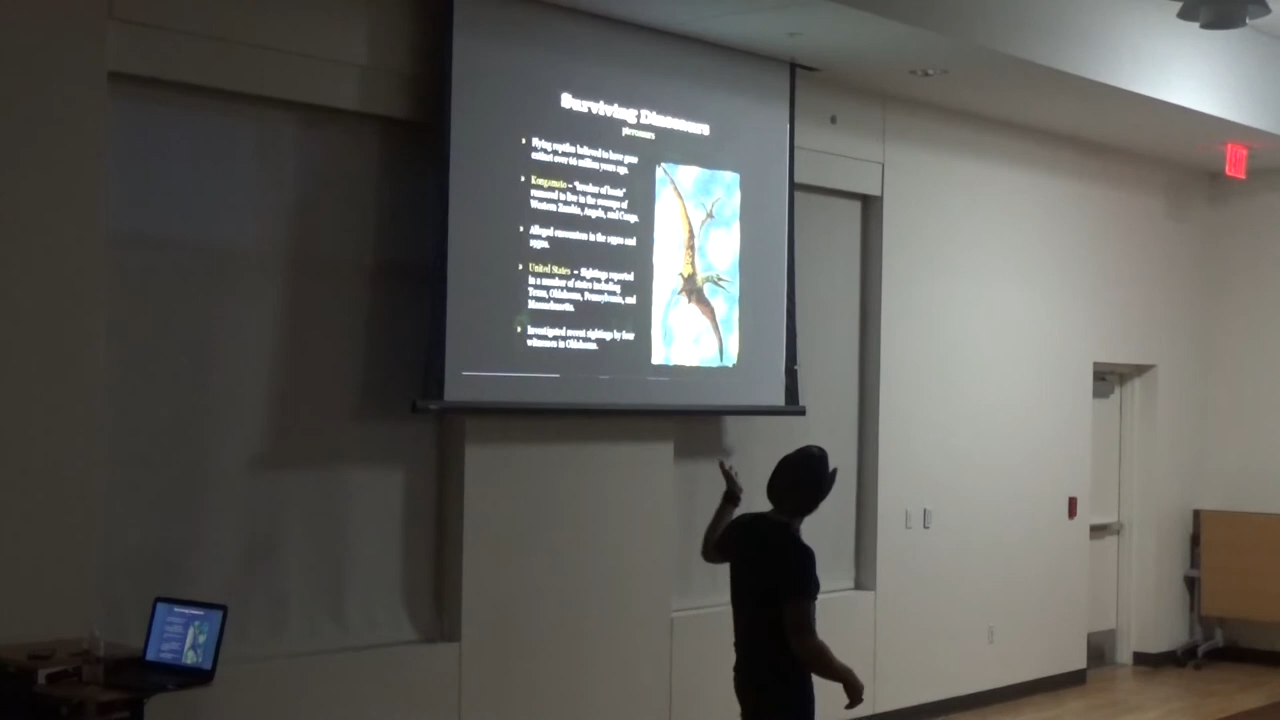 Surviving Dinosaurs
pterosaurs
Flying reptiles believed to have gone
extinct over 66 million years ago.
Kongamato – "breaker of boats"
rumored to live in the swamps of
Western Zambia, Angola, and Congo.
Alleged encounters in the 1920s and
1950s.
United States – Sightings reported
in a number of states including
Texas, Oklahoma, Pennsylvania, and
Massachusetts.
Investigated recent sightings by four
witnesses in Oklahoma.
EXIT